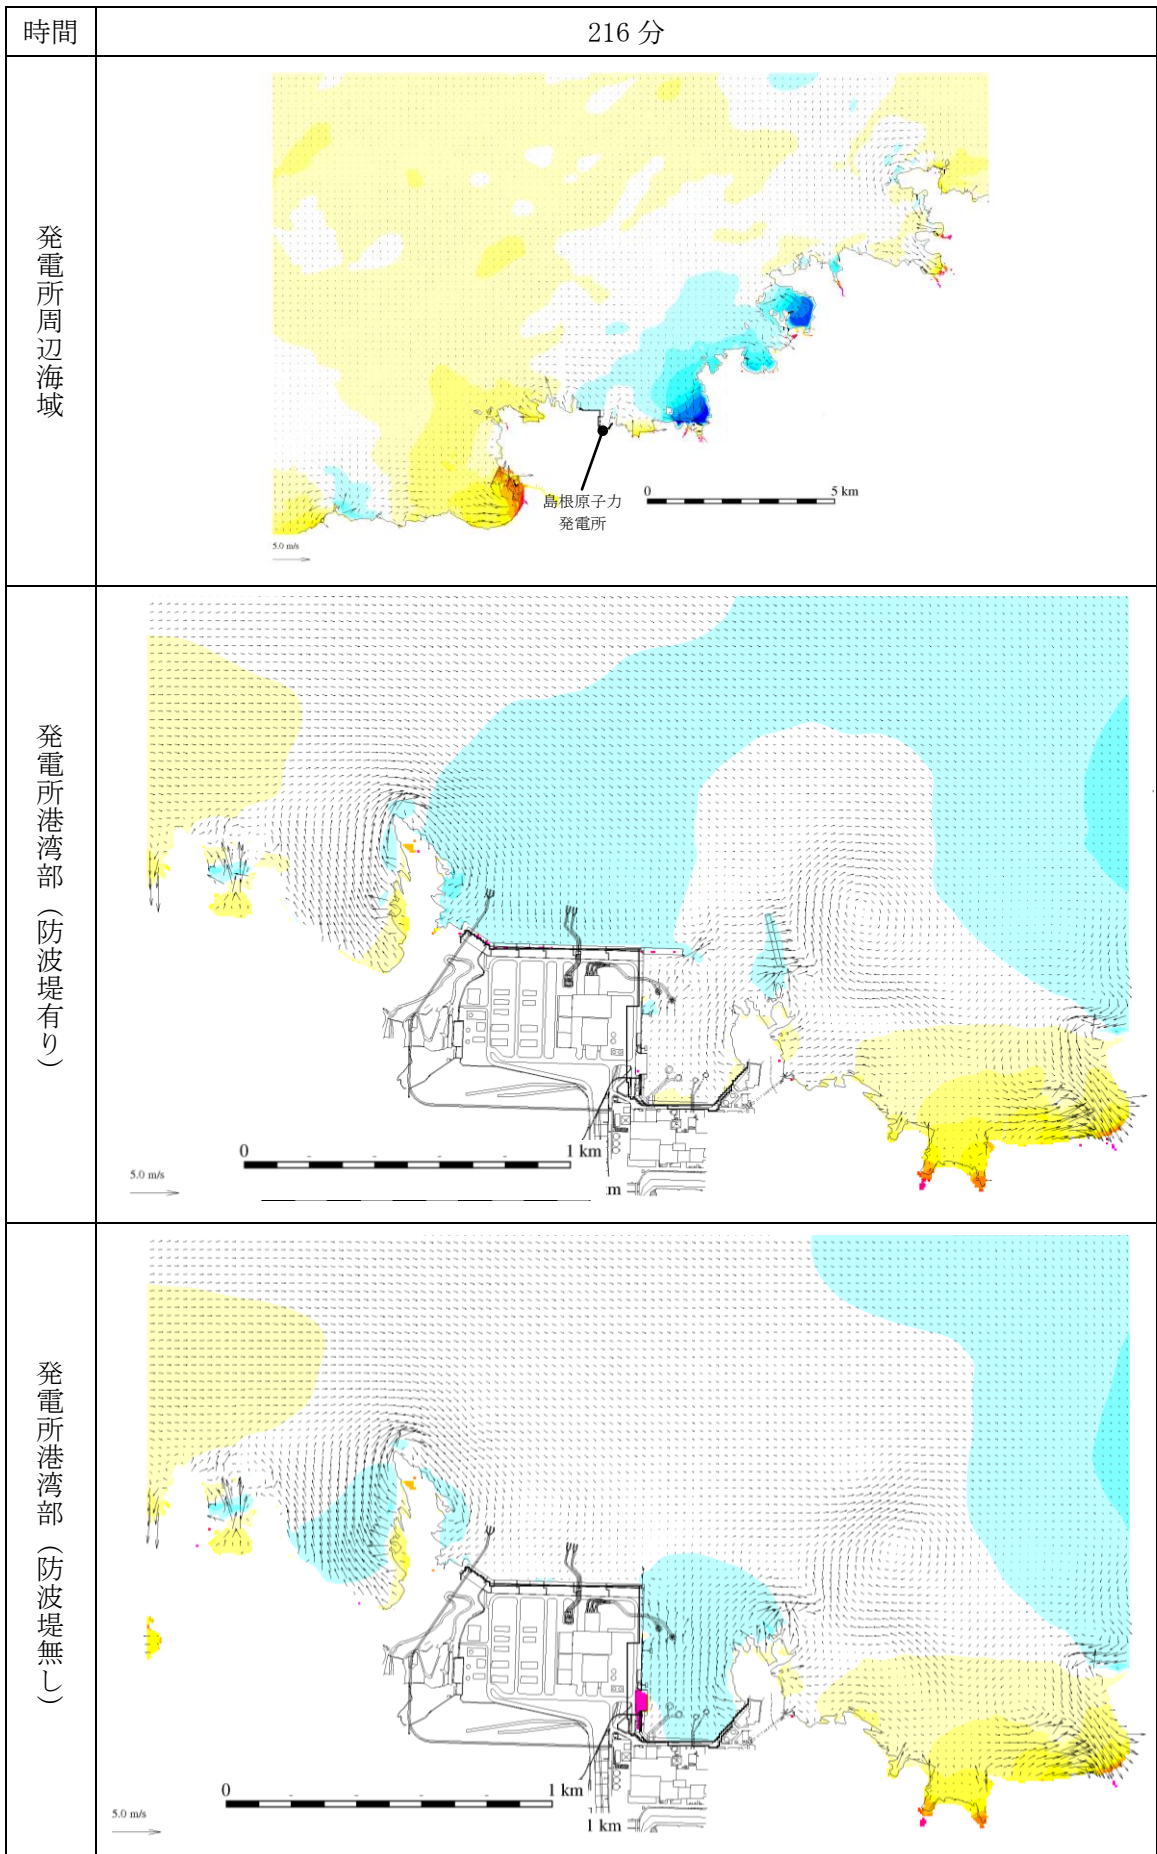 時間
216 分
発電所周辺海域
島根原子力
発電所
0
5 km
5.0 m/s
発電所港湾部（防波堤有り）
0
1 km
5.0 m/s
m
発電所港湾部（防波堤無し）
0
1 km
5.0 m/s
1 km